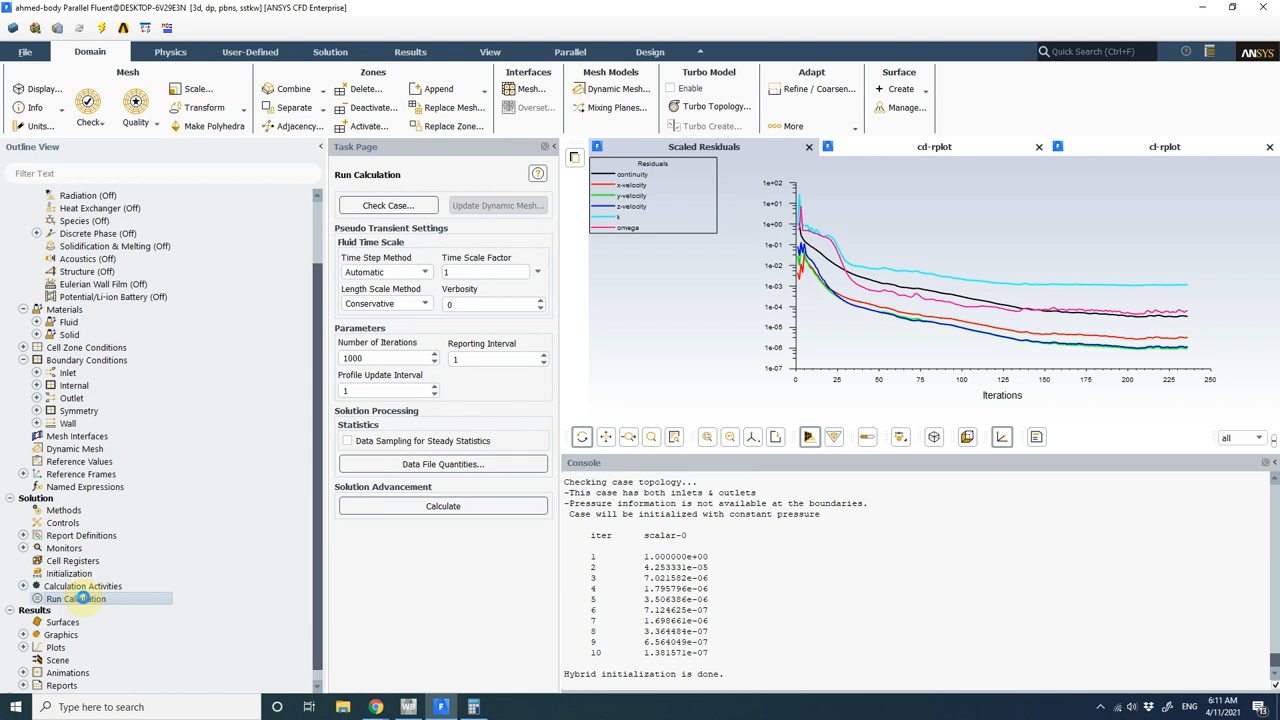 ahmed-body Parallel Fluent@DESKTOP-6V29E3N [3d, dp, pbns, sstkw] [ANSYS CFD Enterprise]
File Domain Physics User-Defined Solution Results View Parallel Design Quick Search (Ctrl+F) ANSYS
Mesh Zones Interfaces Mesh Models Turbo Model Adapt Surface
Display... Scale... Combine Delete... Append Mesh... Dynamic Mesh... Enable Refine / Coarsen... Create
Info Transform Separate Deactivate... Replace Mesh... Overset... Mixing Planes... Turbo Topology... Manage...
Units... Check Quality Make Polyhedra Adjacency... Activate... Replace Zone... Turbo Create... More
Outline View
Filter Text
Radiation (Off)
Heat Exchanger (Off)
Species (Off)
Discrete Phase (Off)
Solidification & Melting (Off)
Acoustics (Off)
Structure (Off)
Eulerian Wall Film (Off)
Potential/Li-ion Battery (Off)
Materials
Fluid
Solid
Cell Zone Conditions
Boundary Conditions
Inlet
Internal
Outlet
Symmetry
Wall
Mesh Interfaces
Dynamic Mesh
Reference Values
Reference Frames
Named Expressions
Solution
Methods
Controls
Report Definitions
Monitors
Cell Registers
Initialization
Calculation Activities
Run Calculation
Results
Surfaces
Graphics
Plots
Scene
Animations
Reports
Task Page
Run Calculation
Check Case... Update Dynamic Mesh...
Pseudo Transient Settings
Fluid Time Scale
Time Step Method Time Scale Factor
Automatic 1
Length Scale Method Verbosity
Conservative 0
Parameters
Number of Iterations Reporting Interval
1000 1
Profile Update Interval
1
Solution Processing
Statistics
Data Sampling for Steady Statistics
Data File Quantities...
Solution Advancement
Calculate
Scaled Residuals cd-rplot cl-rplot
Residuals
continuity
x-velocity
y-velocity
z-velocity
k
omega
1e+02
1e+01
1e+00
1e-01
1e-02
1e-03
1e-04
1e-05
1e-06
1e-07
0 25 50 75 100 125 150 175 200 225 250
Iterations
all
Console
Checking case topology...
-This case has both inlets & outlets
-Pressure information is not available at the boundaries.
Case will be initialized with constant pressure
iter scalar-0
1 1.000000e+00
2 4.253331e-05
3 7.021582e-06
4 1.795796e-06
5 3.506386e-06
6 7.124625e-07
7 1.698661e-06
8 3.364484e-07
9 6.564049e-07
10 1.381571e-07
Hybrid initialization is done.
Type here to search
WB
ENG
6:11 AM
4/11/2021